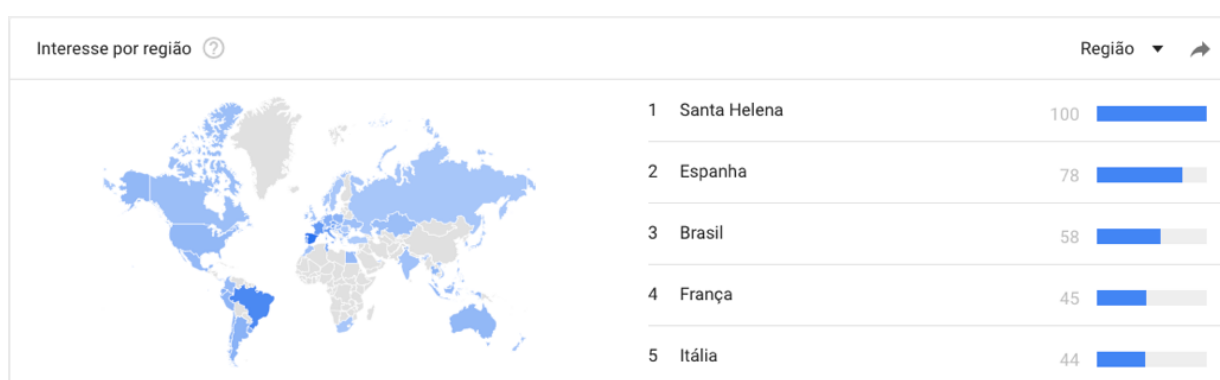 Interesse por região ?
Região
1 Santa Helena 100
2 Espanha 78
3 Brasil 58
4 França 45
5 Itália 44